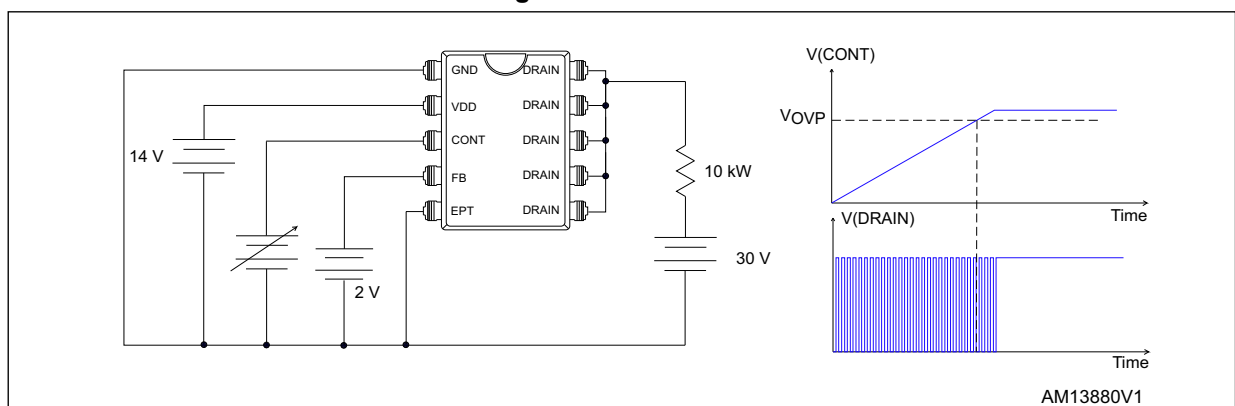 g
GND DRAIN
VDD DRAIN
CONT DRAIN
FB DRAIN
EPT DRAIN
14 V
2 V
10 kW
30 V
V(CONT)
VOVP
Time
V(DRAIN)
Time
AM13880V1